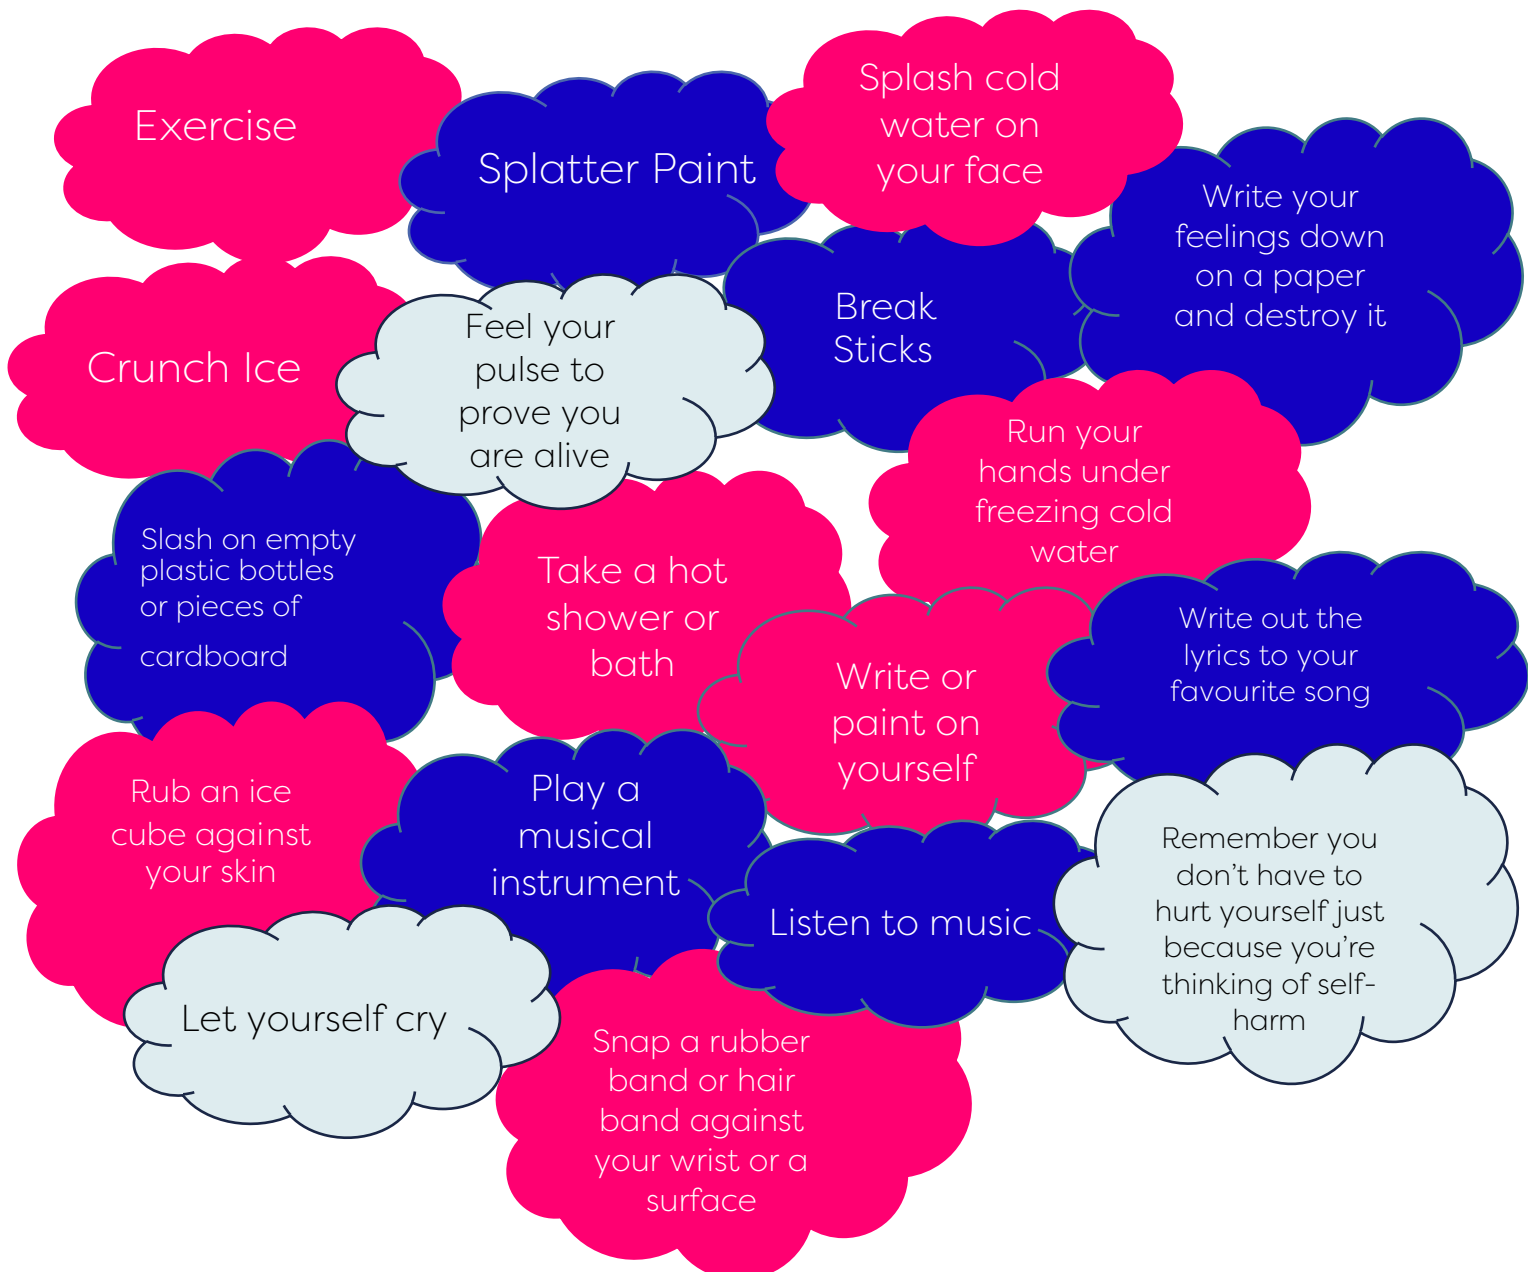 Exercise
Splatter Paint
Splash cold
water on
your face
Write your
feelings down
on a paper
and destroy it
Crunch Ice
Feel your
pulse to
prove you
are alive
Break
Sticks
Run your
hands under
freezing cold
water
Slash on empty
plastic bottles
or pieces of
cardboard
Take a hot
shower or
bath
Write or
paint on
yourself
Write out the
lyrics to your
favourite song
Rub an ice
cube against
your skin
Play a
musical
instrument
Listen to music
Remember you
don't have to
hurt yourself just
because you're
thinking of self-
harm
Let yourself cry
Snap a rubber
band or hair
band against
your wrist or a
surface